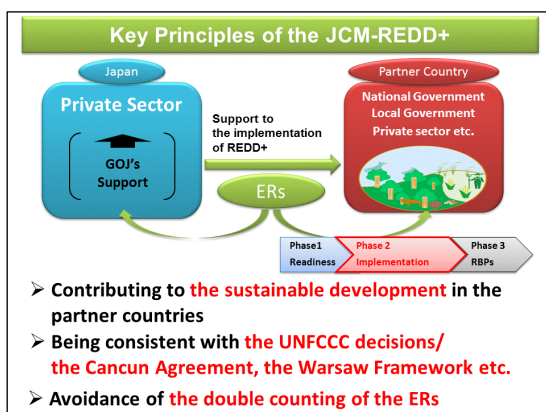 Key Principles of the JCM-REDD+
Japan
Private Sector
GOJ's
Support
Support to
the implementation
of REDD+
ERs
Partner Country
National Government
Local Government
Private sector etc.
Phase1
Readiness
Phase 2
Implementation
Phase 3
RBPs
➢ Contributing to the sustainable development in the
partner countries
➢ Being consistent with the UNFCCC decisions/
the Cancun Agreement, the Warsaw Framework etc.
➢ Avoidance of the double counting of the ERs